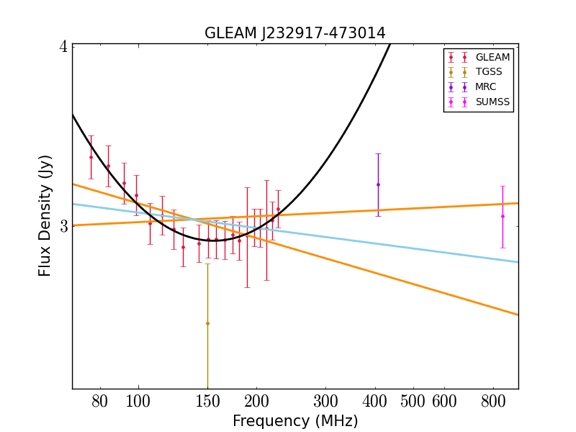 GLEAM J232917-473014
4
GLEAM
TGSS
MRC
SUMSS
Flux Density (Jy)
3
80 100 150 200 300 400 500 600 800
Frequency (MHz)